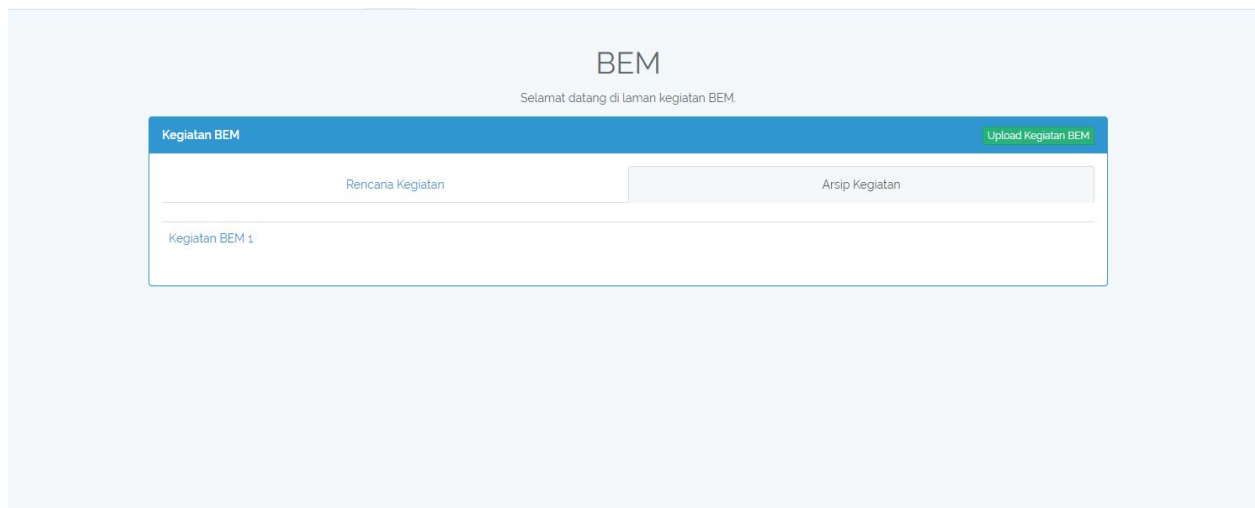 BEM
Selamat datang di laman kegiatan BEM.
Kegiatan BEM
Upload Kegiatan BEM
Rencana Kegiatan
Arsip Kegiatan
Kegiatan BEM 1